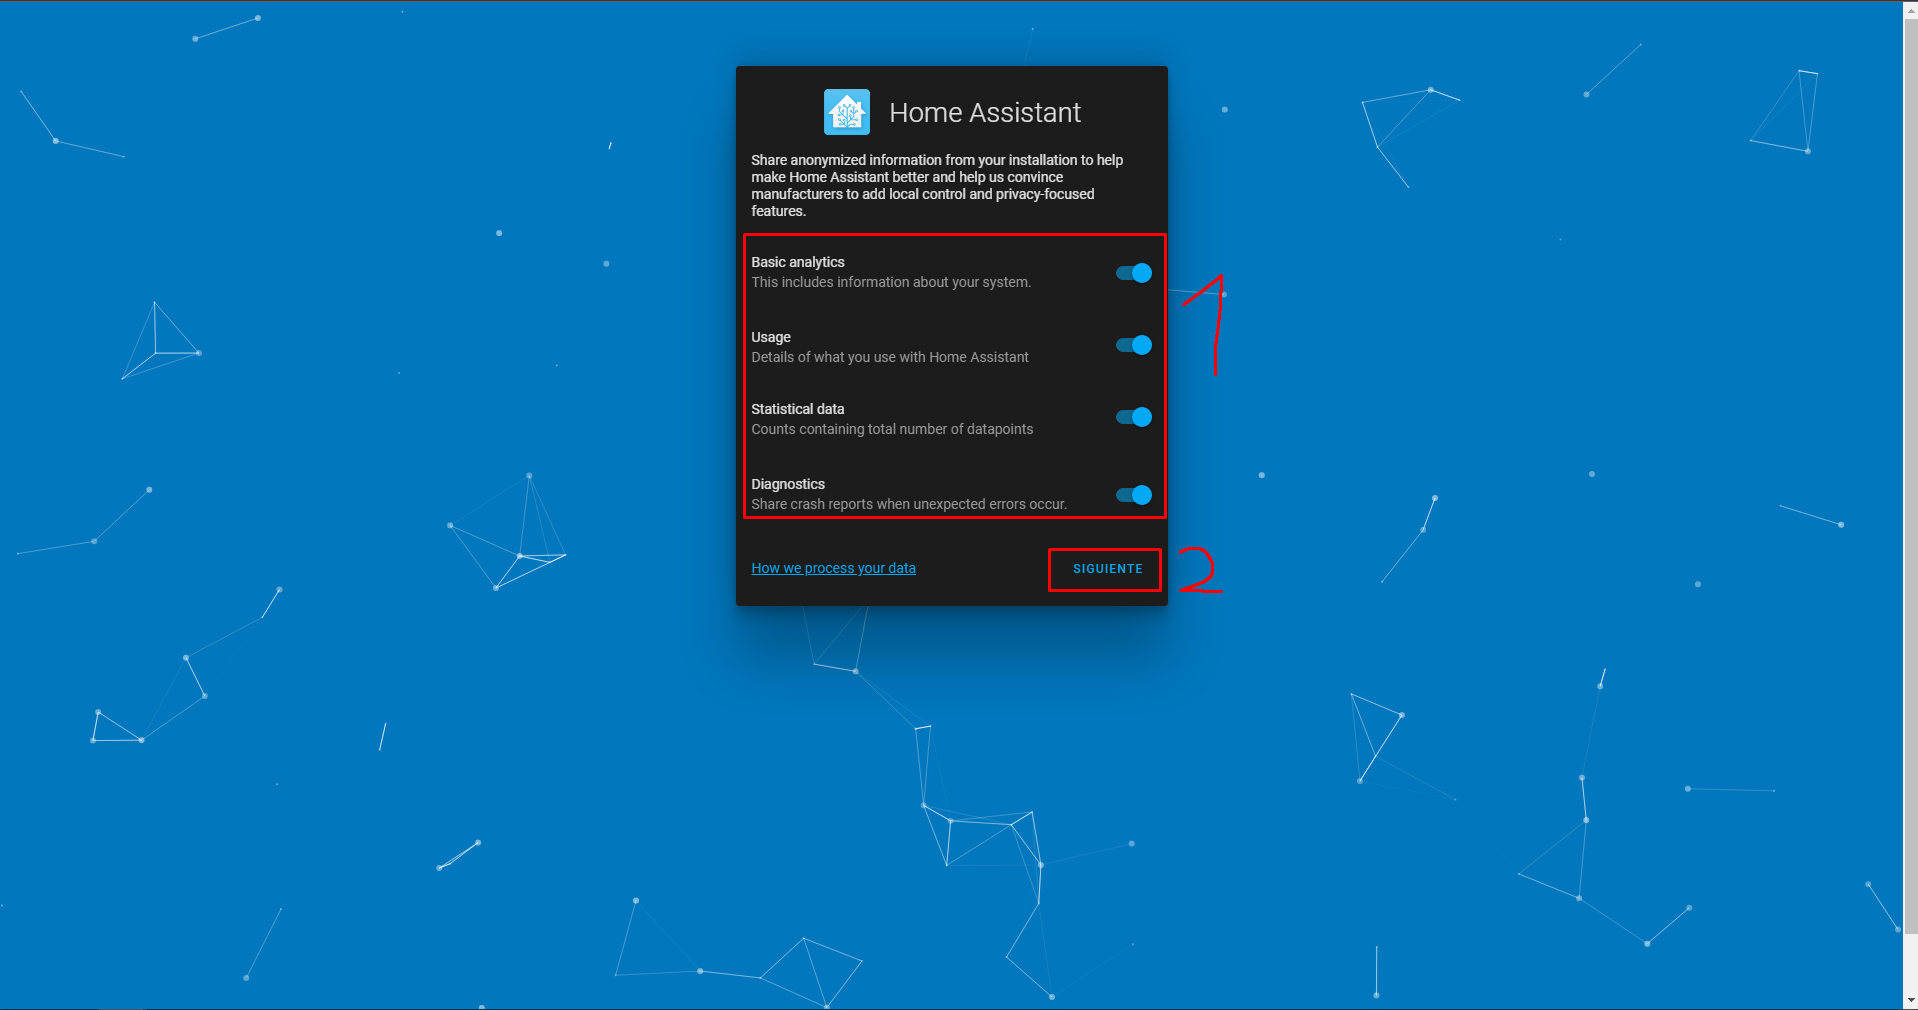 Home Assistant
Share anonymized information from your installation to help
make Home Assistant better and help us convince
manufacturers to add local control and privacy-focused
features.
Basic analytics
This includes information about your system.
1
Usage
Details of what you use with Home Assistant
Statistical data
Counts containing total number of datapoints
Diagnostics
Share crash reports when unexpected errors occur.
How we process your data
SIGUIENTE
2